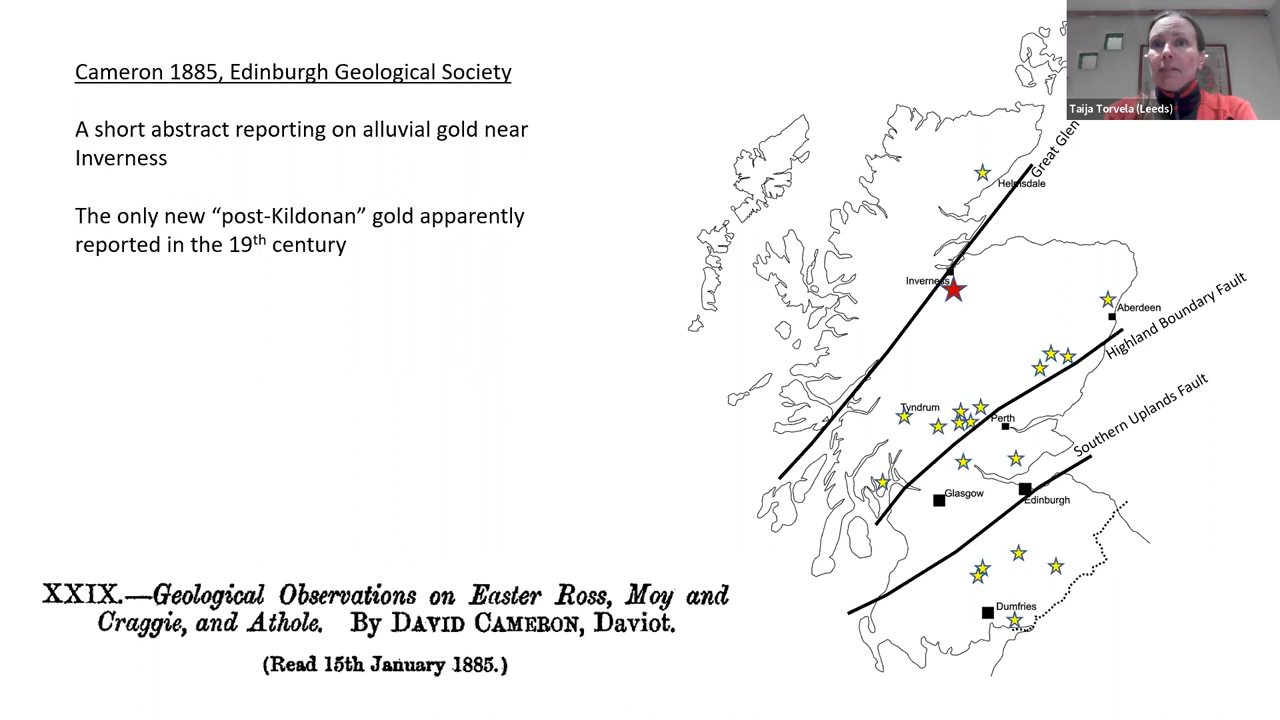 Cameron 1885, Edinburgh Geological Society
A short abstract reporting on alluvial gold near
Inverness
The only new “post-Kildonan” gold apparently
reported in the 19th century
XXIX.—Geological Observations on Easter Ross, Moy and
Craggie, and Athole. By DAVID CAMERON, Daviot.
(Read 15th January 1885.)
Taija Torvela (Leeds)
Great Glen
Helmsdale
Inverness
Aberdeen
Highland Boundary Fault
Tyndrum
Perth
Southern Uplands Fault
Glasgow
Edinburgh
Dumfries